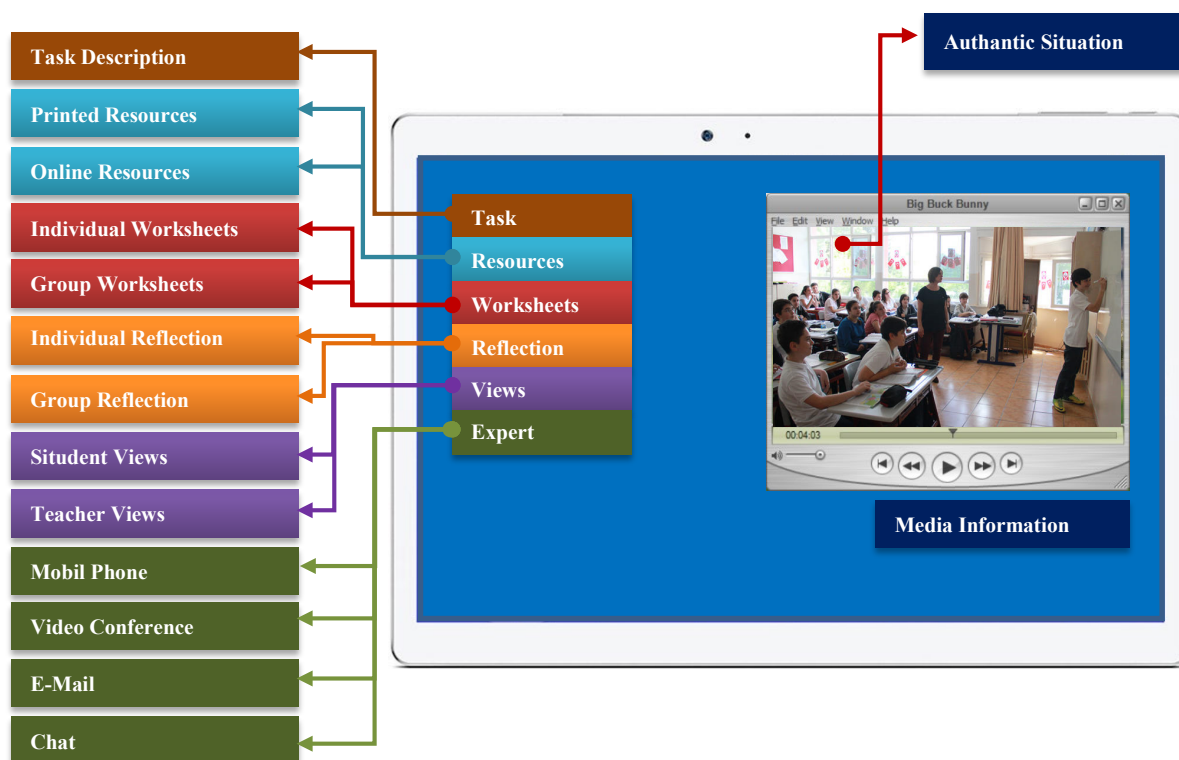 Task Description
Printed Resources
Online Resources
Individual Worksheets
Group Worksheets
Individual Reflection
Group Reflection
Situdent Views
Teacher Views
Mobil Phone
Video Conference
E-Mail
Chat
Task
Resources
Worksheets
Reflection
Views
Expert
Authantic Situation
Big Buck Bunny
File Edit View Window Help
00:04:03
Media Information